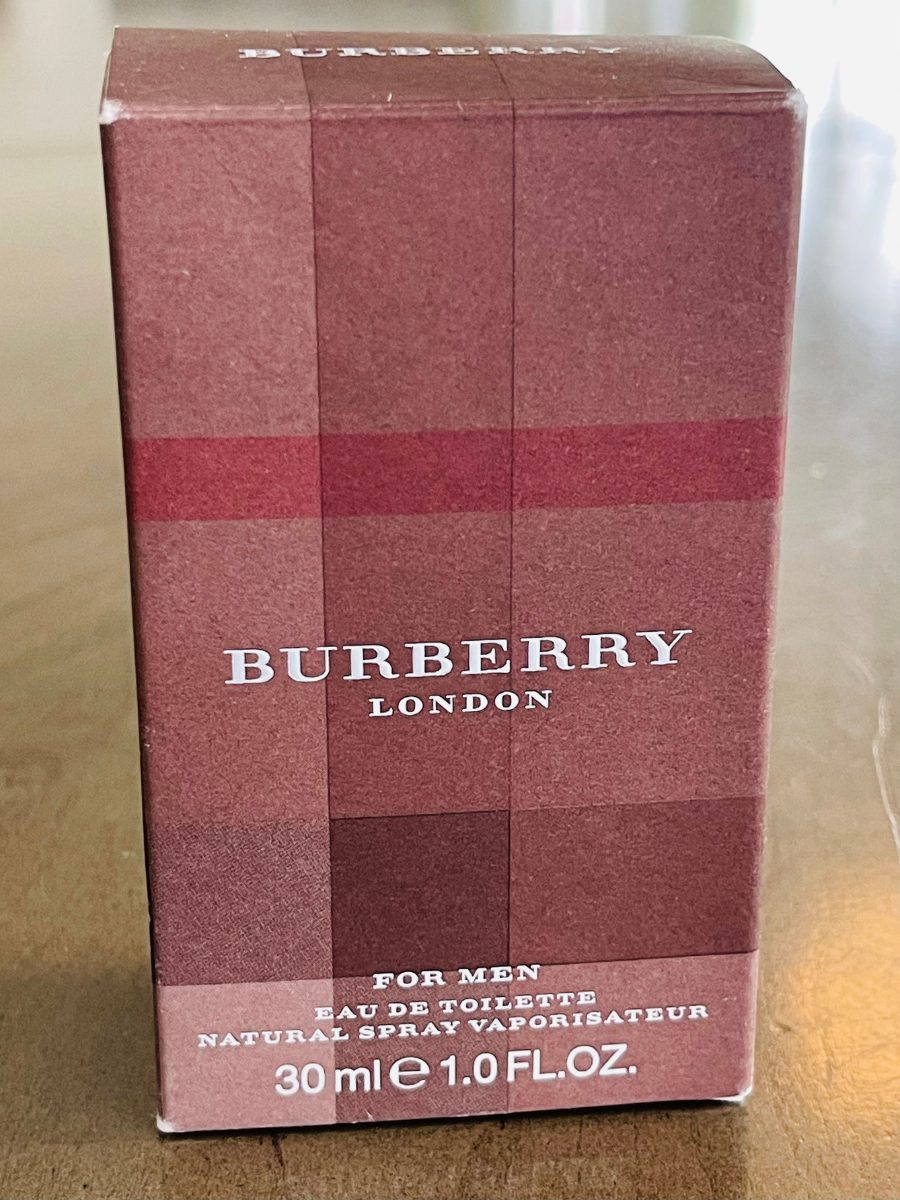 BURBERRY
BURBERRY
LONDON
FOR MEN
EAU DE TOILETTE
NATURAL SPRAY VAPORISATEUR
30 ml e 1.0 FL.OZ.